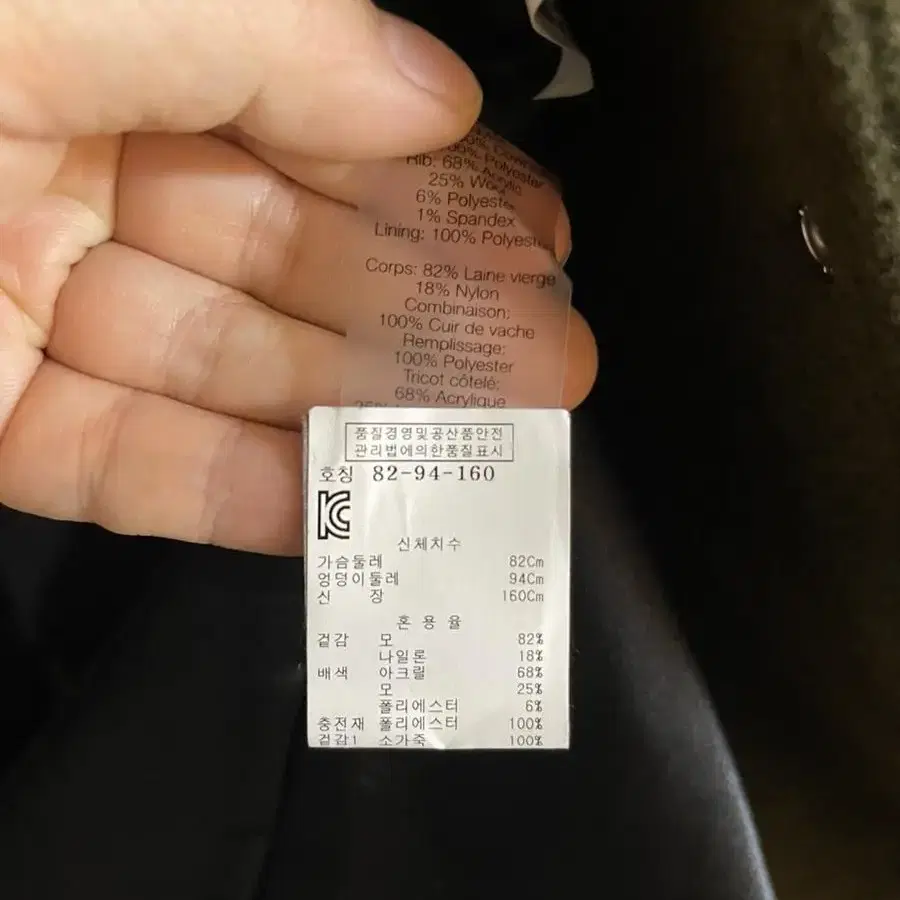 100% Polyester
Rib: 68% Acrylic
25% Wool
6% Polyester
1% Spandex
Lining: 100% Polyester
Corps: 82% Laine vierge
18% Nylon
Combinaison:
100% Cuir de vache
Remplissage:
100% Polyester
Tricot côtelé:
68% Acrylique
25%
품질경영및공산품안전
관리법에의한품질표시
호칭 82-94-160
신체치수
가슴둘레 82Cm
엉덩이둘레 94Cm
신 장 160Cm
혼 용 율
겉감 모 82%
나일론 18%
배색 아크릴 68%
모 25%
폴리에스터 6%
충전재 폴리에스터 100%
겉감1 소가죽 100%